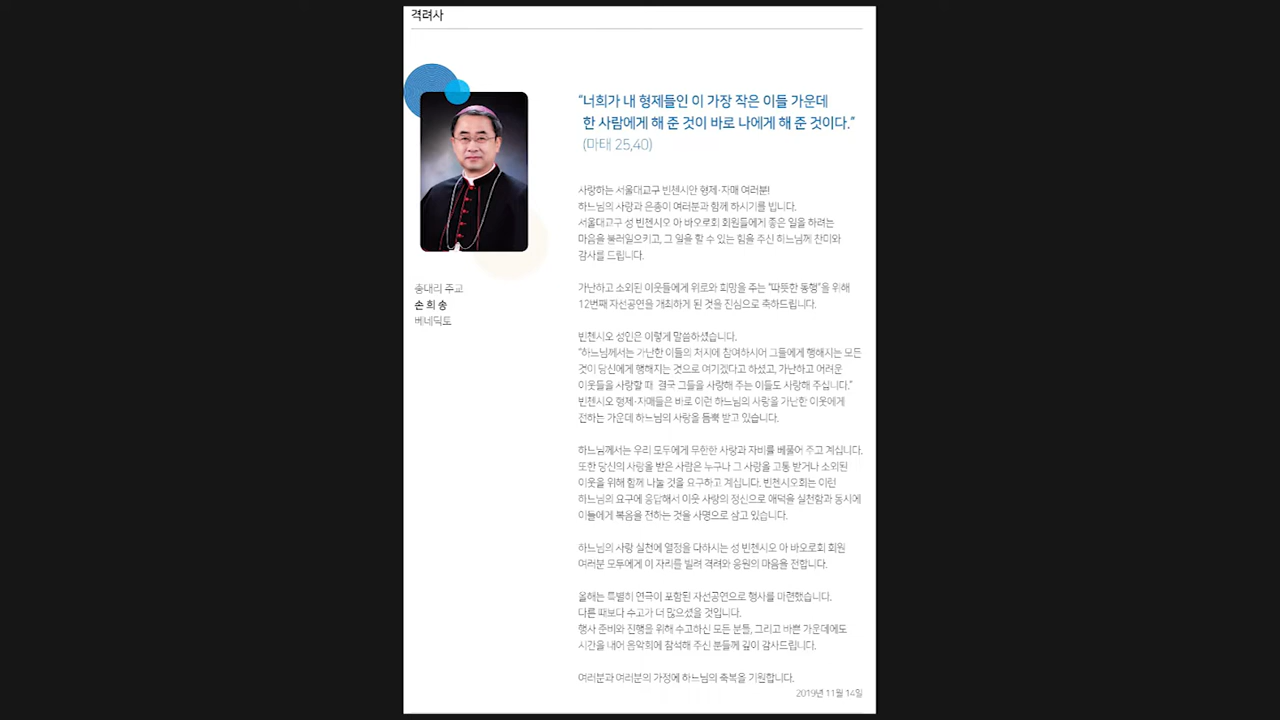 격려사
“너희가 내 형제들인 이 가장 작은 이들 가운데
한 사람에게 해 준 것이 바로 나에게 해 준 것이다.”
(마태 25,40)
총대리 주교
손 희 송
베네딕토
사랑하는 서울대교구 빈첸시안 형제·자매 여러분!
하느님의 사랑과 은총이 여러분과 함께 하시기를 빕니다.
서울대교구 성 빈첸시오 아 바오로회 회원들에게 좋은 일을 하려는
마음을 불러일으키고, 그 일을 할 수 있는 힘을 주신 하느님께 찬미와
감사를 드립니다.
가난하고 소외된 이웃들에게 위로와 희망을 주는 “따뜻한 동행”을 위해
12번째 자선공연을 개최하게 된 것을 진심으로 축하드립니다.
빈첸시오 성인은 이렇게 말씀하셨습니다.
“하느님께서는 가난한 이들의 처지에 참여하시어 그들에게 행해지는 모든
것이 당신에게 행해지는 것으로 여기겠다고 하셨고, 가난하고 어려운
이웃들을 사랑할 때 결국 그들을 사랑해 주는 이들도 사랑해 주십니다.”
빈첸시오 형제·자매들은 바로 이런 하느님의 사랑을 가난한 이웃에게
전하는 가운데 하느님의 사랑을 듬뿍 받고 있습니다.
하느님께서는 우리 모두에게 무한한 사랑과 자비를 베풀어 주고 계십니다.
또한 당신의 사랑을 받은 사람은 누구나 그 사랑을 고통 받거나 소외된
이웃을 위해 함께 나눌 것을 요구하고 계십니다. 빈첸시오회는 이런
하느님의 요구에 응답해서 이웃 사랑의 정신으로 애덕을 실천함과 동시에
이들에게 복음을 전하는 것을 사명으로 삼고 있습니다.
하느님의 사랑 실천에 열정을 다하시는 성 빈첸시오 아 바오로회 회원
여러분 모두에게 이 자리를 빌려 격려와 응원의 마음을 전합니다.
올해는 특별히 연극이 포함된 자선공연으로 행사를 마련했습니다.
다른 때보다 수고가 더 많으셨을 것입니다.
행사 준비와 진행을 위해 수고하신 모든 분들, 그리고 바쁜 가운데에도
시간을 내어 음악회에 참석해 주신 분들께 깊이 감사드립니다.
여러분과 여러분의 가정에 하느님의 축복을 기원합니다.
2019년 11월 14일